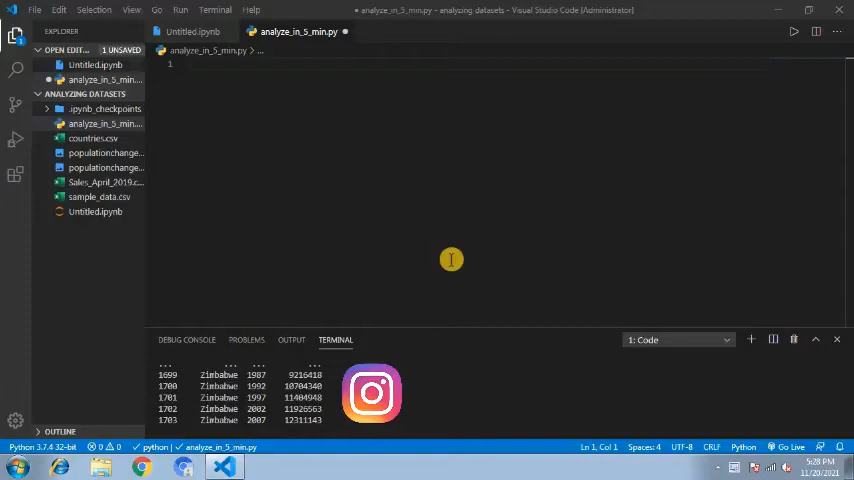 File Edit Selection View Go Run Terminal Help
● analyze_in_5_min.py - analyzing datasets - Visual Studio Code [Administrator]
EXPLORER
Untitled.ipynb
analyze_in_5_min.py ●
OPEN EDIT... 1 UNSAVED
analyze_in_5_min.py > ...
Untitled.ipynb
1
● analyze_in_5_min....
ANALYZING DATASETS
.ipynb_checkpoints
analyze_in_5_min....
countries.csv
populationchange...
populationchange...
Sales_April_2019.c...
sample_data.csv
Untitled.ipynb
DEBUG CONSOLE PROBLEMS OUTPUT TERMINAL
1: Code
... ... ... ...
1699 Zimbabwe 1987 9216418
1700 Zimbabwe 1992 10704340
1701 Zimbabwe 1997 11404948
1702 Zimbabwe 2002 11926563
1703 Zimbabwe 2007 12311143
OUTLINE
Python 3.7.4 32-bit 0 0 python | analyze_in_5_min.py Ln 1, Col 1 Spaces: 4 UTF-8 CRLF Python Go Live
5:28 PM
11/20/2021